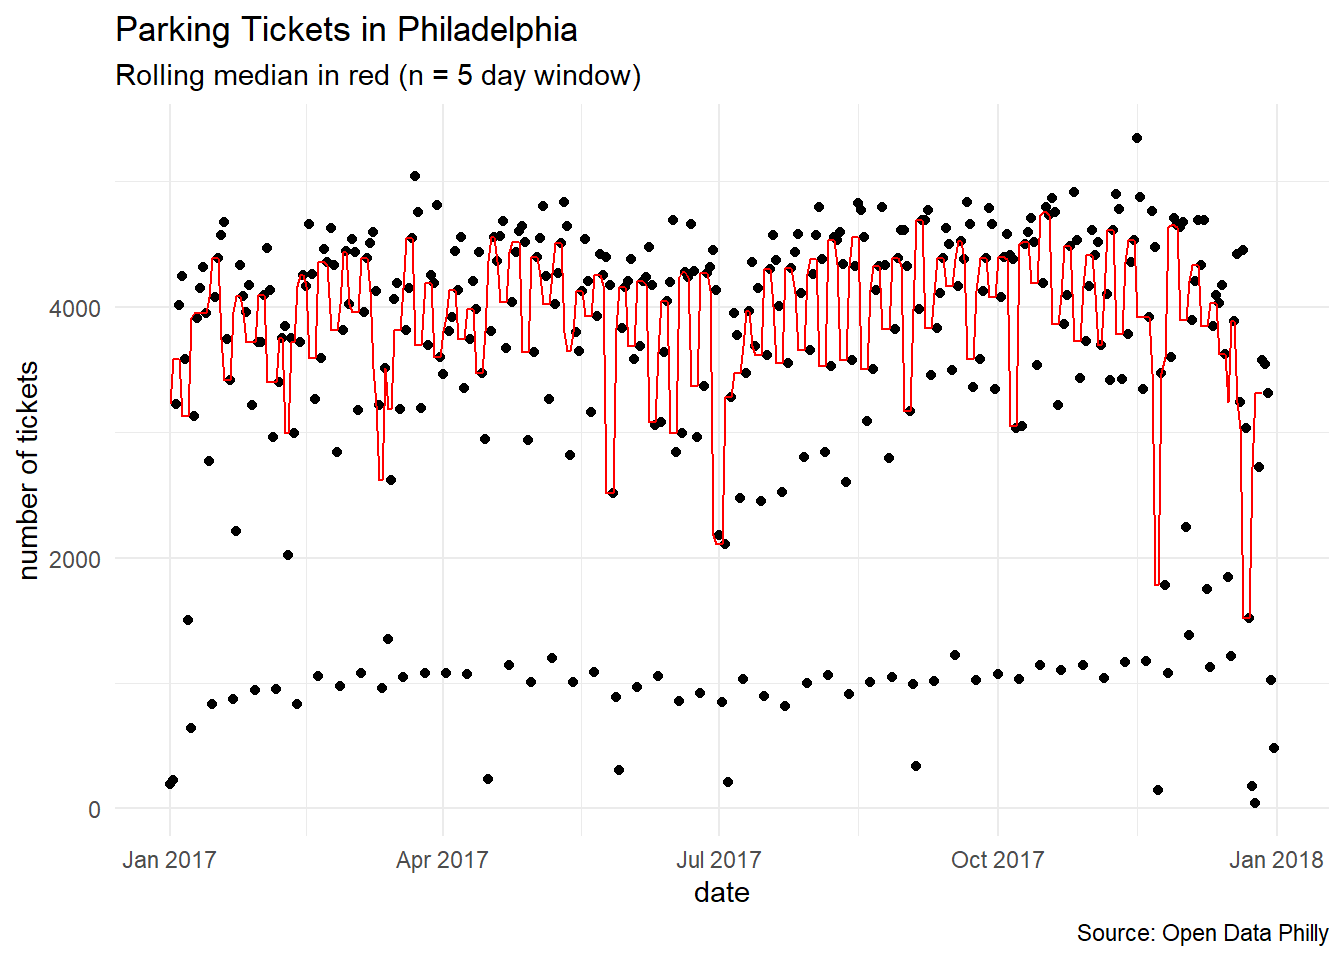 Parking Tickets in Philadelphia
Rolling median in red (n = 5 day window)
number of tickets
4000
2000
0
Jan 2017
Apr 2017
Jul 2017
Oct 2017
Jan 2018
date
Source: Open Data Philly